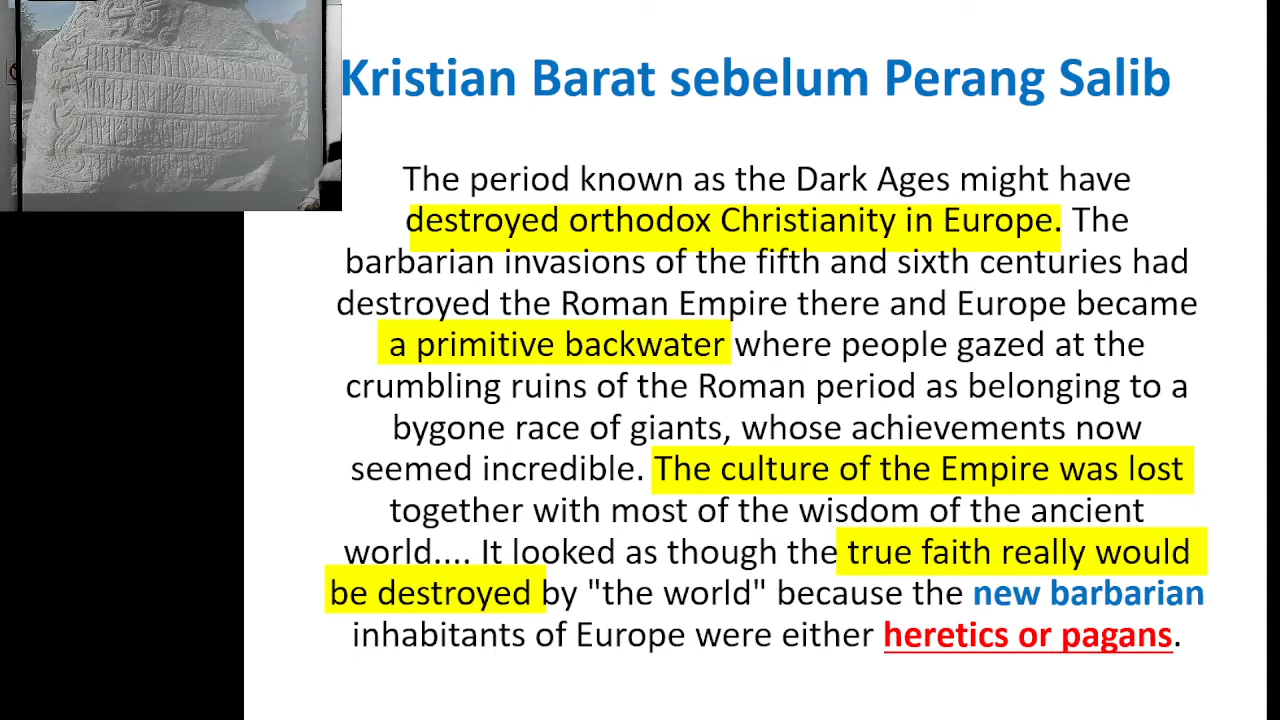 Kristian Barat sebelum Perang Salib
The period known as the Dark Ages might have
destroyed orthodox Christianity in Europe. The
barbarian invasions of the fifth and sixth centuries had
destroyed the Roman Empire there and Europe became
a primitive backwater where people gazed at the
crumbling ruins of the Roman period as belonging to a
bygone race of giants, whose achievements now
seemed incredible. The culture of the Empire was lost
together with most of the wisdom of the ancient
world.... It looked as though the true faith really would
be destroyed by "the world" because the new barbarian
inhabitants of Europe were either heretics or pagans.